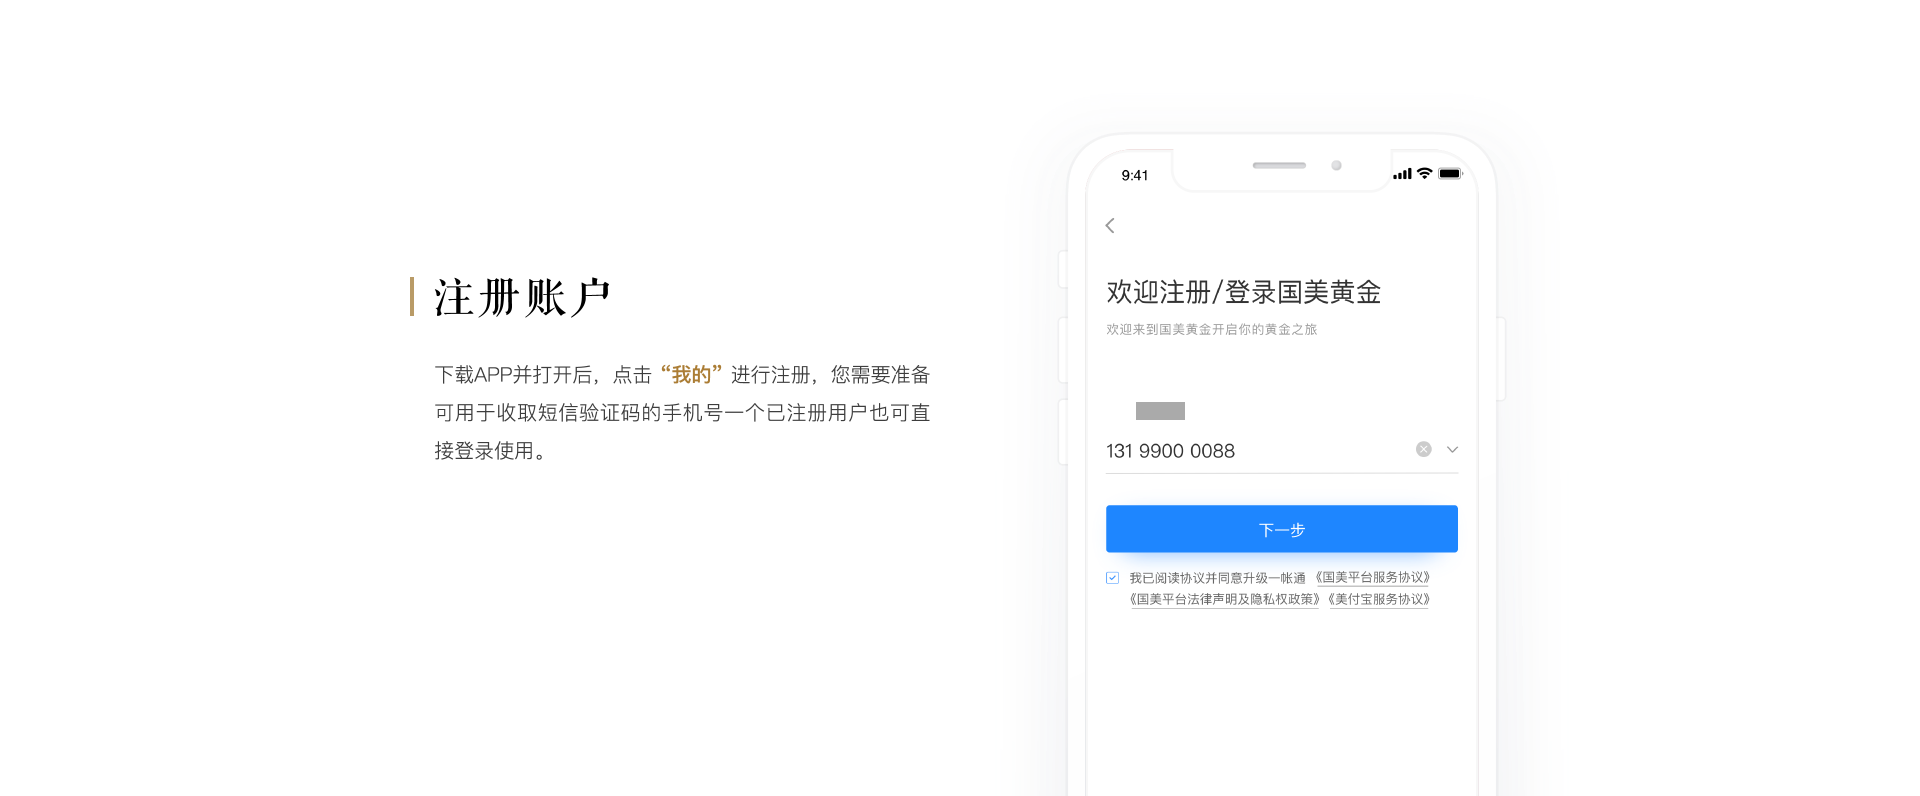 注册账户
下载APP并打开后，点击“我的”进行注册，您需要准备
可用于收取短信验证码的手机号一个已注册用户也可直
接登录使用。
9:41
欢迎注册/登录国美黄金
欢迎来到国美黄金开启你的黄金之旅
131 9900 0088
下一步
我已阅读协议并同意升级一帐通 《国美平台服务协议》
《国美平台法律声明及隐私权政策》《美付宝服务协议》